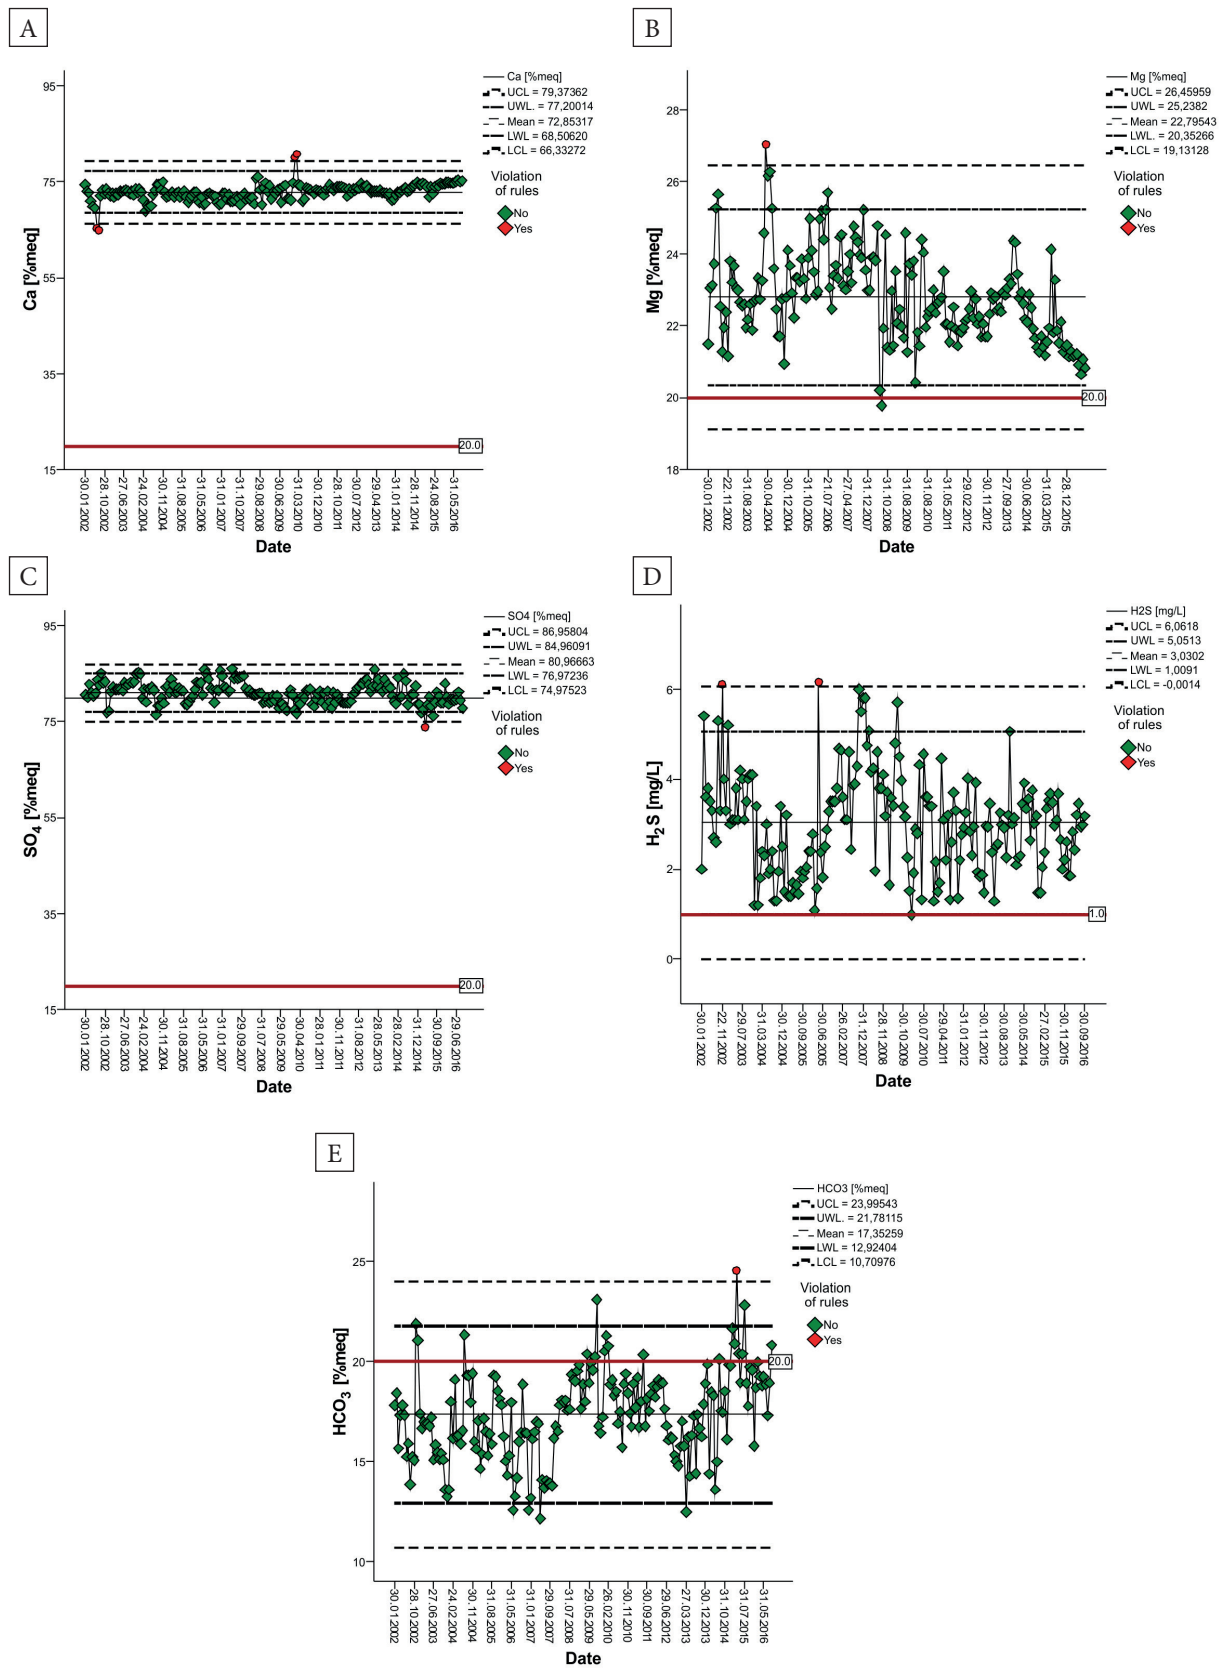 A
Ca [%meq]
UCL = 79,37362
UWL. = 77,20014
Mean = 72,85317
LWL = 68,50620
LCL = 66,33272
Violation
of rules
No
Yes
95
75
55
35
15
20.0
Ca [%meq]
30.01.2002
28.10.2002
27.06.2003
24.02.2004
30.11.2004
31.08.2005
31.05.2006
31.01.2007
31.10.2007
29.08.2008
30.06.2009
31.03.2010
30.12.2010
28.10.2011
30.07.2012
29.04.2013
31.01.2014
28.11.2014
24.08.2015
31.05.2016
Date
B
Mg [%meq]
UCL = 26,45959
UWL = 25,2382
Mean = 22,79543
LWL. = 20,35266
LCL = 19,13128
Violation
of rules
No
Yes
28
26
24
22
20
18
20.0
Mg [%meq]
30.01.2002
22.11.2002
31.08.2003
30.04.2004
30.12.2004
31.10.2005
21.07.2006
27.04.2007
31.12.2007
31.10.2008
31.08.2009
31.08.2010
31.05.2011
29.02.2012
30.11.2012
27.09.2013
30.06.2014
31.03.2015
28.12.2015
Date
C
SO4 [%meq]
UCL = 86,95804
UWL = 84,96091
Mean = 80,96663
LWL = 76,97236
LCL = 74,97523
Violation
of rules
No
Yes
95
75
55
35
15
20.0
SO4 [%meq]
30.01.2002
28.10.2002
27.06.2003
24.02.2004
30.11.2004
31.08.2005
31.05.2006
31.01.2007
29.09.2007
31.07.2008
29.05.2009
30.04.2010
31.01.2011
30.11.2011
31.08.2012
28.05.2013
28.02.2014
31.12.2014
30.09.2015
29.06.2016
Date
D
H2S [mg/L]
UCL = 6,0618
UWL = 5,0513
Mean = 3,0302
LWL = 1,0091
LCL = -0,0014
Violation
of rules
No
Yes
6
4
2
0
1.0
H2S [mg/L]
30.01.2002
22.11.2002
29.07.2003
31.03.2004
30.12.2004
30.09.2005
30.06.2006
26.02.2007
31.12.2007
28.11.2008
30.10.2009
30.07.2010
29.04.2011
31.01.2012
30.11.2012
30.08.2013
30.05.2014
27.02.2015
30.11.2015
30.09.2016
Date
E
HCO3 [%meq]
UCL = 23,99543
UWL. = 21,78115
Mean = 17,35259
LWL = 12,92404
LCL = 10,70976
Violation
of rules
No
Yes
25
20
15
10
20.0
HCO3 [%meq]
30.01.2002
28.10.2002
27.06.2003
24.02.2004
30.11.2004
31.08.2005
31.05.2006
31.01.2007
29.09.2007
31.07.2008
29.05.2009
26.02.2010
30.11.2010
30.09.2011
29.06.2012
27.03.2013
30.12.2013
31.10.2014
31.07.2015
31.05.2016
Date